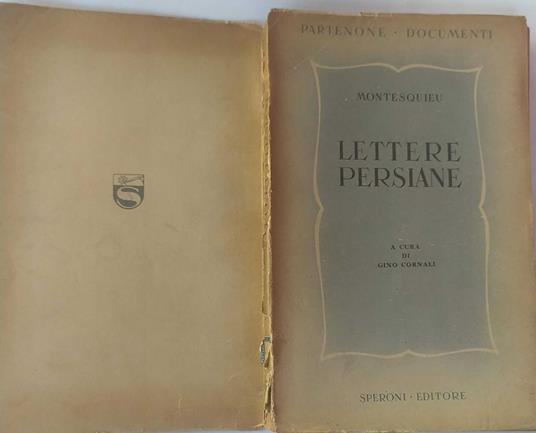 PARTENONE · DOCUMENTI
MONTESQUIEU
LETTERE
PERSIANE
A CURA
DI
GINO CORNALI
SPERONI · EDITORE
S